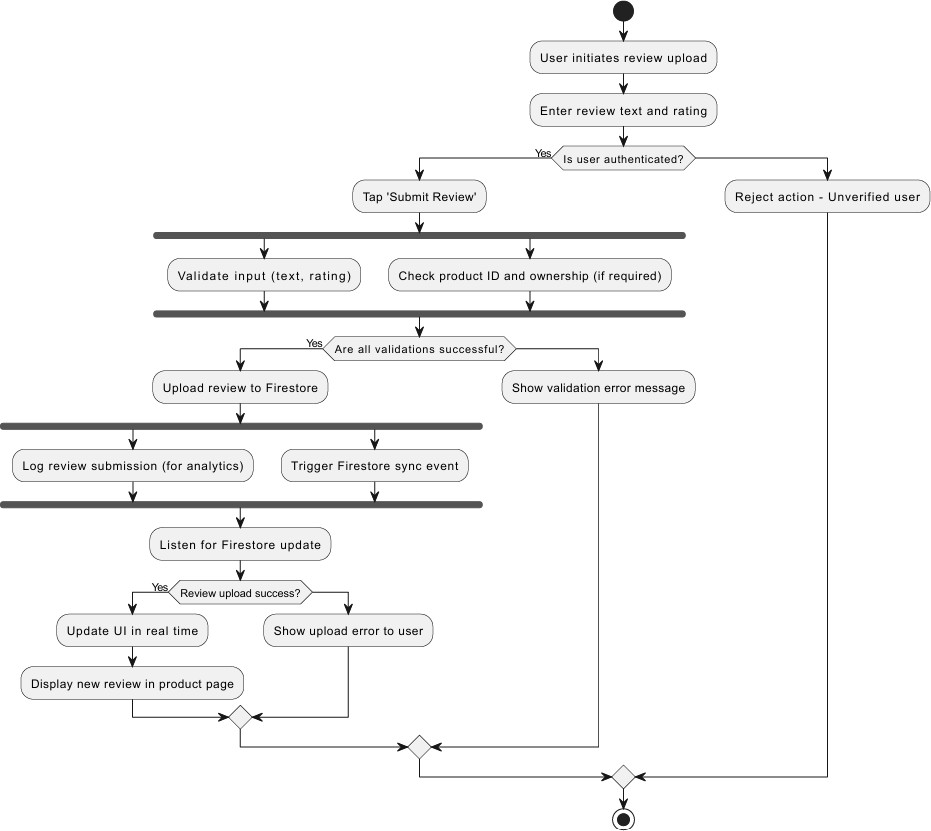 User initiates review upload
Enter review text and rating
Yes
Is user authenticated?
Tap 'Submit Review'
Reject action - Unverified user
Validate input (text, rating)
Check product ID and ownership (if required)
Yes
Are all validations successful?
Upload review to Firestore
Show validation error message
Log review submission (for analytics)
Trigger Firestore sync event
Listen for Firestore update
Yes
Review upload success?
Update UI in real time
Show upload error to user
Display new review in product page